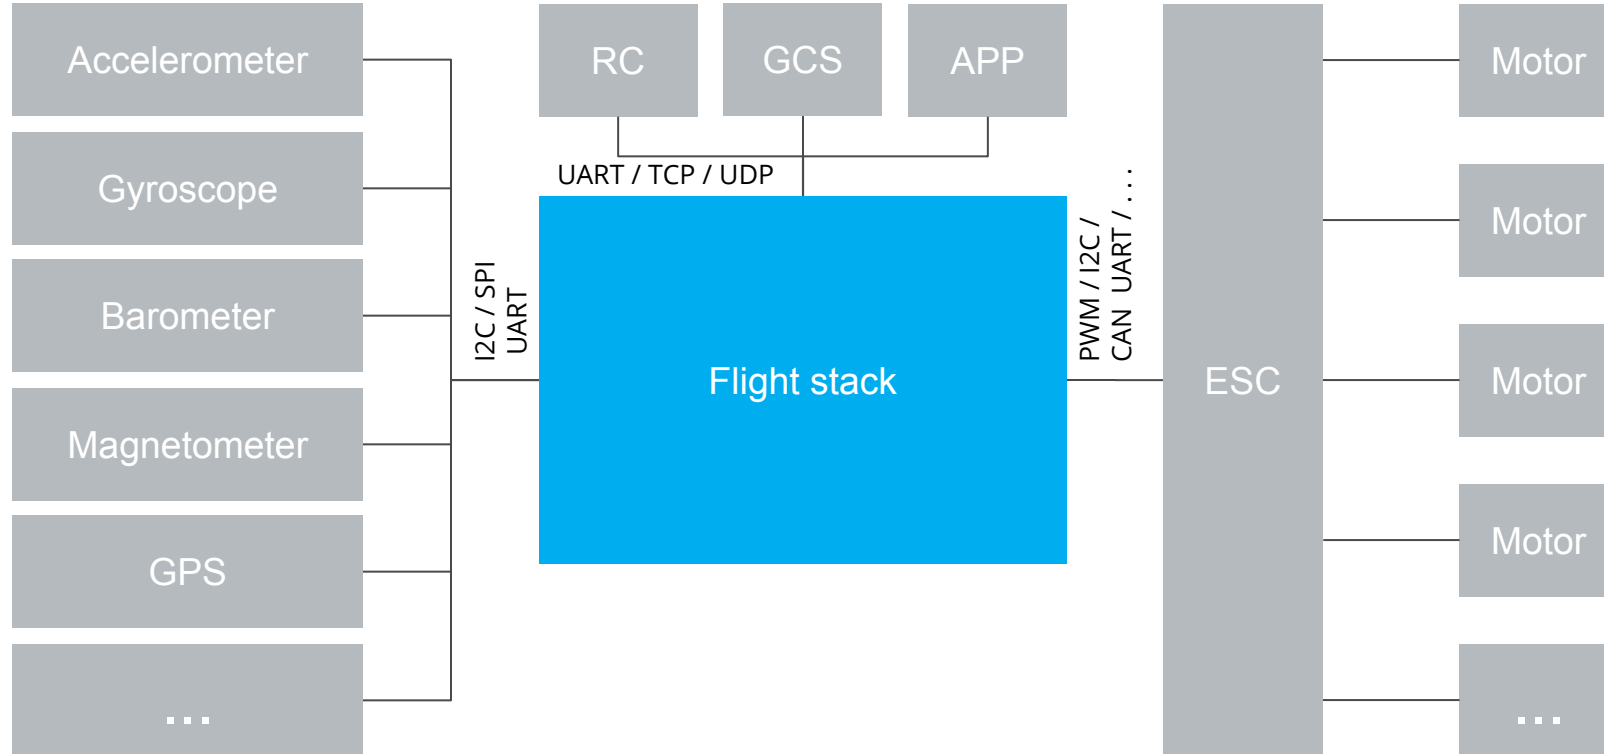 Accelerometer
Gyroscope
Barometer
Magnetometer
GPS
...
I2C / SPI
UART
RC
GCS
APP
UART / TCP / UDP
Flight stack
PWM / I2C /
CAN  UART / . . .
ESC
Motor
Motor
Motor
Motor
...